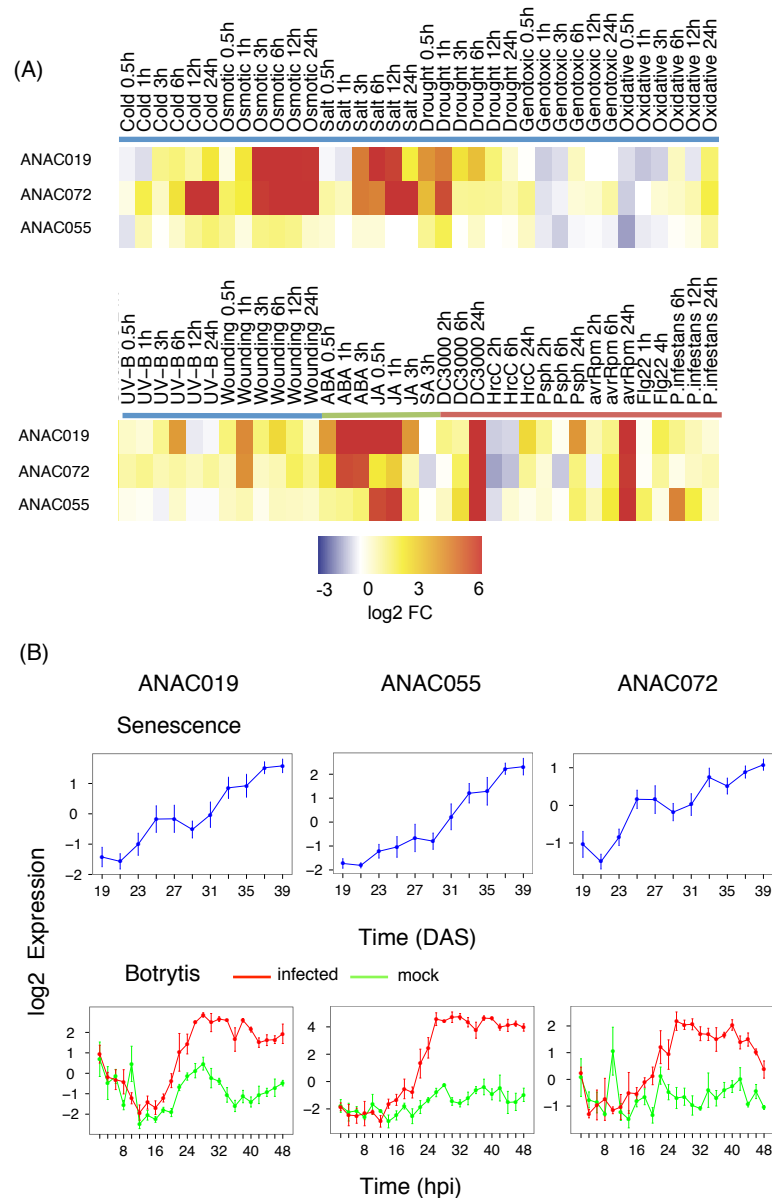 (A)
Cold 0.5h
Cold 1h
Cold 3h
Cold 6h
Cold 12h
Cold 24h
Osmotic 0.5h
Osmotic 1h
Osmotic 3h
Osmotic 6h
Osmotic 12h
Osmotic 24h
Salt 0.5h
Salt 1h
Salt 3h
Salt 6h
Salt 12h
Salt 24h
Drought 0.5h
Drought 1h
Drought 3h
Drought 6h
Drought 12h
Drought 24h
Genotoxic 0.5h
Genotoxic 1h
Genotoxic 3h
Genotoxic 6h
Genotoxic 12h
Genotoxic 24h
Oxidative 0.5h
Oxidative 1h
Oxidative 3h
Oxidative 6h
Oxidative 12h
Oxidative 24h
ANAC019
ANAC072
ANAC055
UV−B 0.5h
UV−B 1h
UV−B 3h
UV−B 6h
UV−B 12h
UV−B 24h
Wounding 0.5h
Wounding 1h
Wounding 3h
Wounding 6h
Wounding 12h
Wounding 24h
ABA 0.5h
ABA 1h
ABA 3h
JA 0.5h
JA 1h
JA 3h
SA 3h
DC3000 2h
DC3000 6h
DC3000 24h
HrcC 2h
HrcC 6h
HrcC 24h
Psph 2h
Psph 6h
Psph 24h
avrRpm 2h
avrRpm 6h
avrRpm 24h
Flg22 1h
Flg22 4h
P.infestans 6h
P.infestans 12h
P.infestans 24h
ANAC019
ANAC072
ANAC055
-3 0 3 6
log2 FC
(B)
ANAC019 ANAC055 ANAC072
Senescence
1
0
−1
−2
19 23 27 31 35 39
2
1
0
−1
−2
19 23 27 31 35 39
1
0
−1
19 23 27 31 35 39
log2 Expression
Time (DAS)
Botrytis infected mock
2
1
0
−1
−2
8 16 24 32 40 48
4
2
0
−2
8 16 24 32 40 48
2
1
0
−1
8 16 24 32 40 48
Time (hpi)